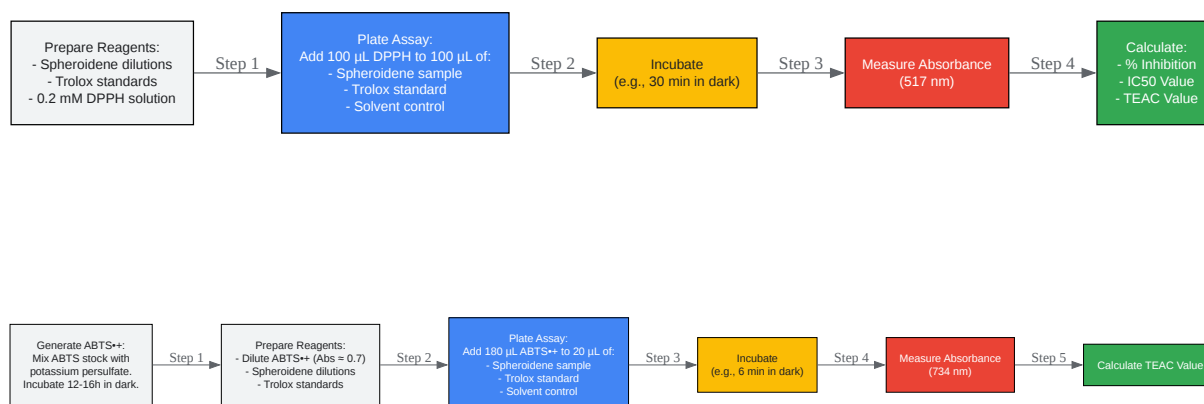 Prepare Reagents:
- Spheroidene dilutions
- Trolox standards
- 0.2 mM DPPH solution
Step 1
Plate Assay:
Add 100 µL DPPH to 100 µL of:
- Spheroidene sample
- Trolox standard
- Solvent control
Step 2
Incubate
(e.g., 30 min in dark)
Step 3
Measure Absorbance
(517 nm)
Step 4
Calculate:
- % Inhibition
- IC50 Value
- TEAC Value
Generate ABTS•+:
Mix ABTS stock with
potassium persulfate.
Incubate 12-16h in dark.
Step 1
Prepare Reagents:
- Dilute ABTS•+ (Abs ≈ 0.7)
- Spheroidene dilutions
- Trolox standards
Step 2
Plate Assay:
Add 180 µL ABTS•+ to 20 µL of:
- Spheroidene sample
- Trolox standard
- Solvent control
Step 3
Incubate
(e.g., 6 min in dark)
Step 4
Measure Absorbance
(734 nm)
Step 5
Calculate TEAC Value